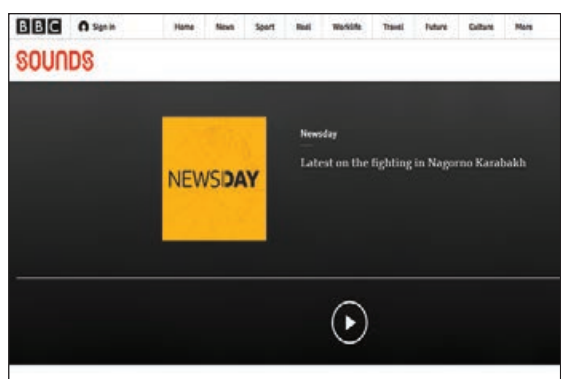 BBC Sign in Home News Sport Reel Worklife Travel Future Culture More
SOUNDS
NEWSDAY
Newsday
Latest on the fighting in Nagorno Karabakh